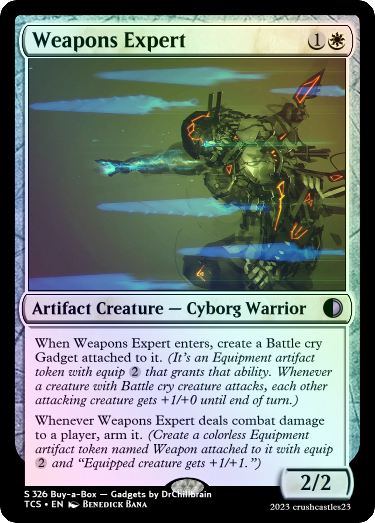 Weapons Expert 1
Artifact Creature — Cyborg Warrior
When Weapons Expert enters, create a Battle cry
Gadget attached to it. (It's an Equipment artifact
token with equip 2 that grants that ability. Whenever
a creature with Battle cry creature attacks, each other
attacking creature gets +1/+0 until end of turn.)
Whenever Weapons Expert deals combat damage
to a player, arm it. (Create a colorless Equipment
artifact token named Weapon attached to it with equip
2 and “Equipped creature gets +1/+1.”)
2/2
S 326 Buy-a-Box — Gadgets by DrChillbrain
TCS • EN Benedick Bana
2023 crushcastles23